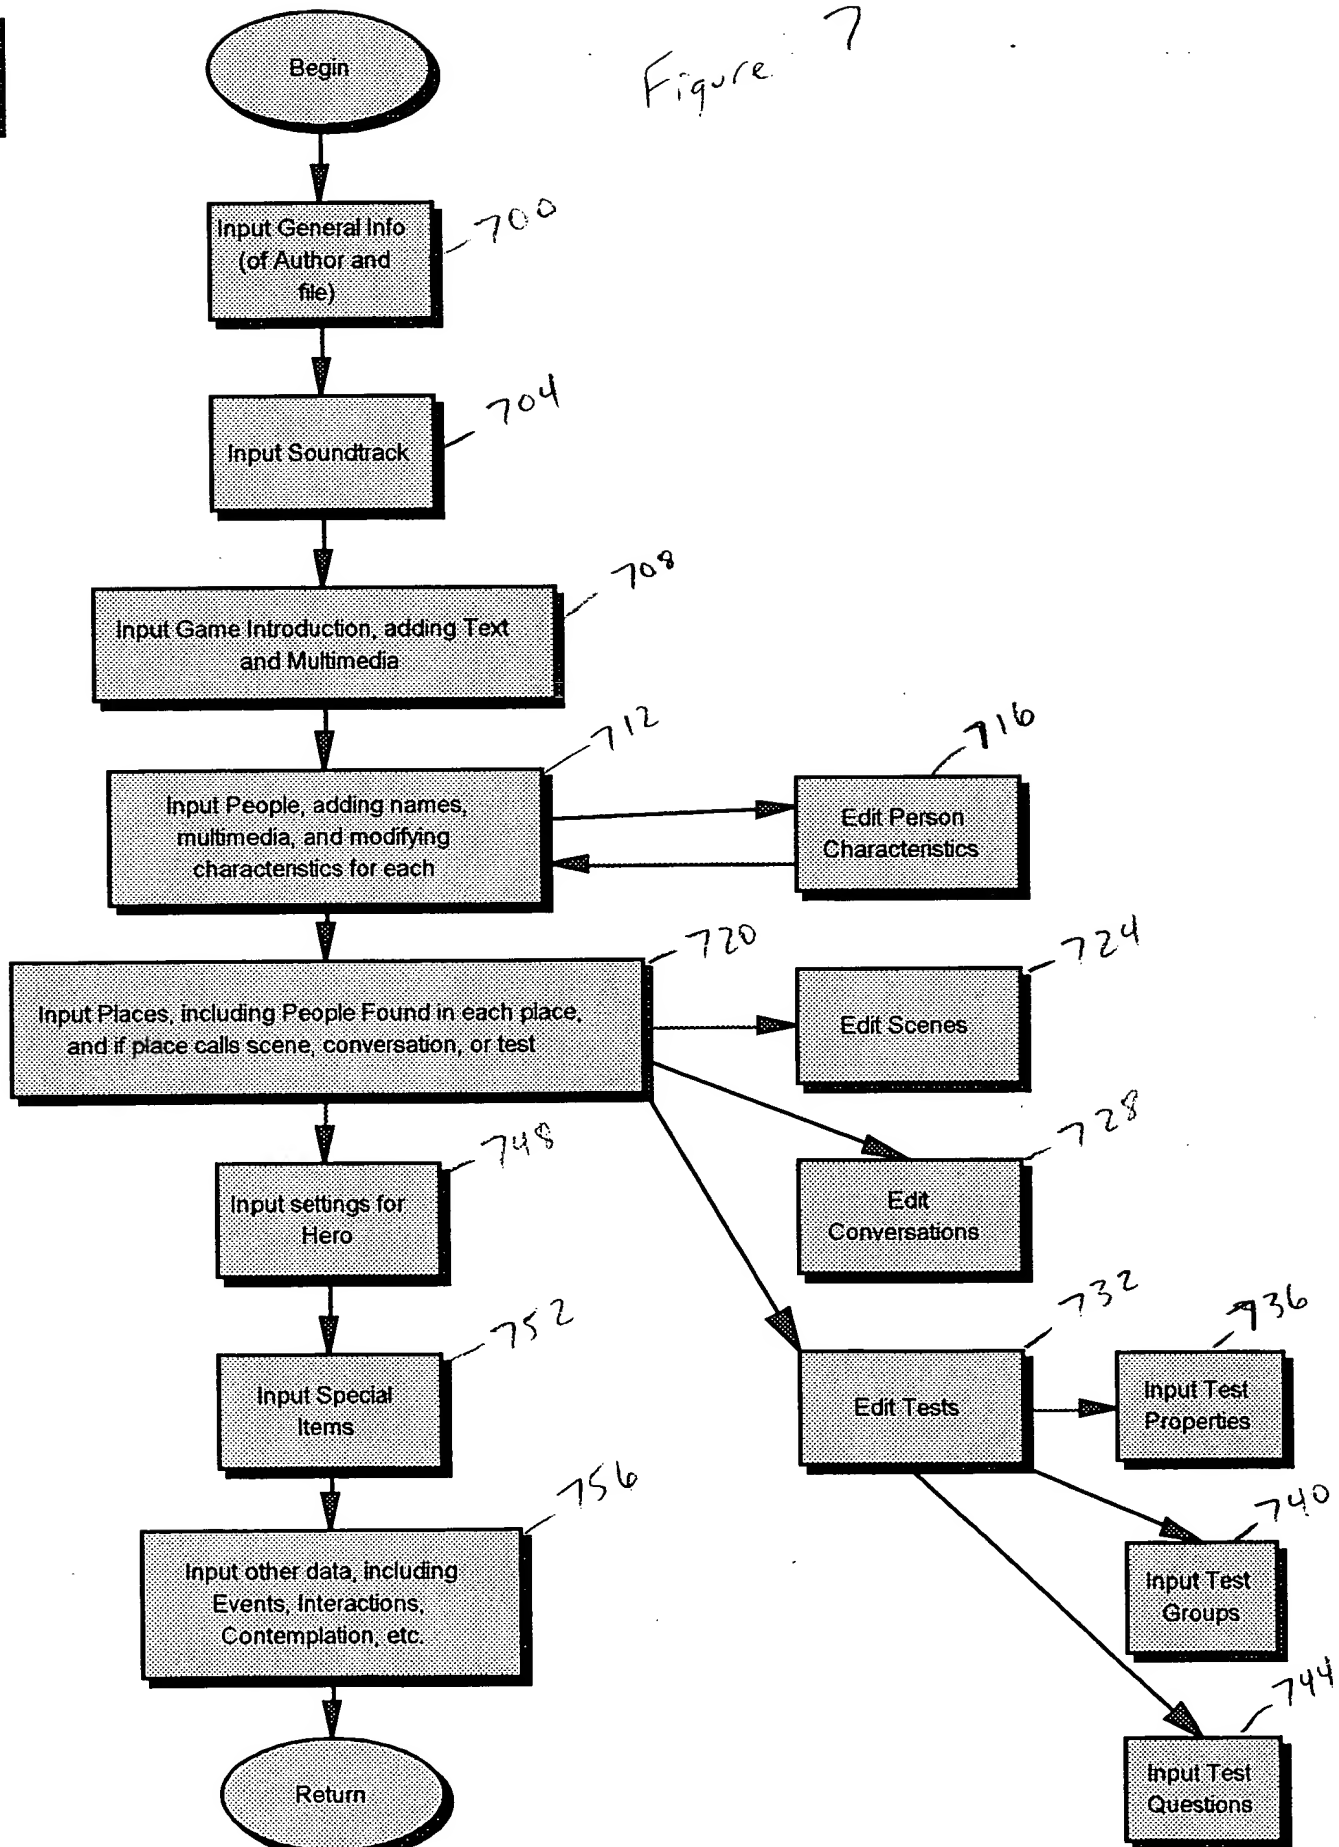 Figure 7
Begin
Input General Info
(of Author and
file)
700
Input Soundtrack
704
Input Game Introduction, adding Text
and Multimedia
708
Input People, adding names,
multimedia, and modifying
characteristics for each
712
Edit Person
Characteristics
716
Input Places, including People Found in each place,
and if place calls scene, conversation, or test
720
Edit Scenes
724
Edit
Conversations
728
Edit Tests
732
Input Test
Properties
736
Input Test
Groups
740
Input Test
Questions
744
Input settings for
Hero
748
Input Special
Items
752
Input other data, including
Events, Interactions,
Contemplation, etc.
756
Return